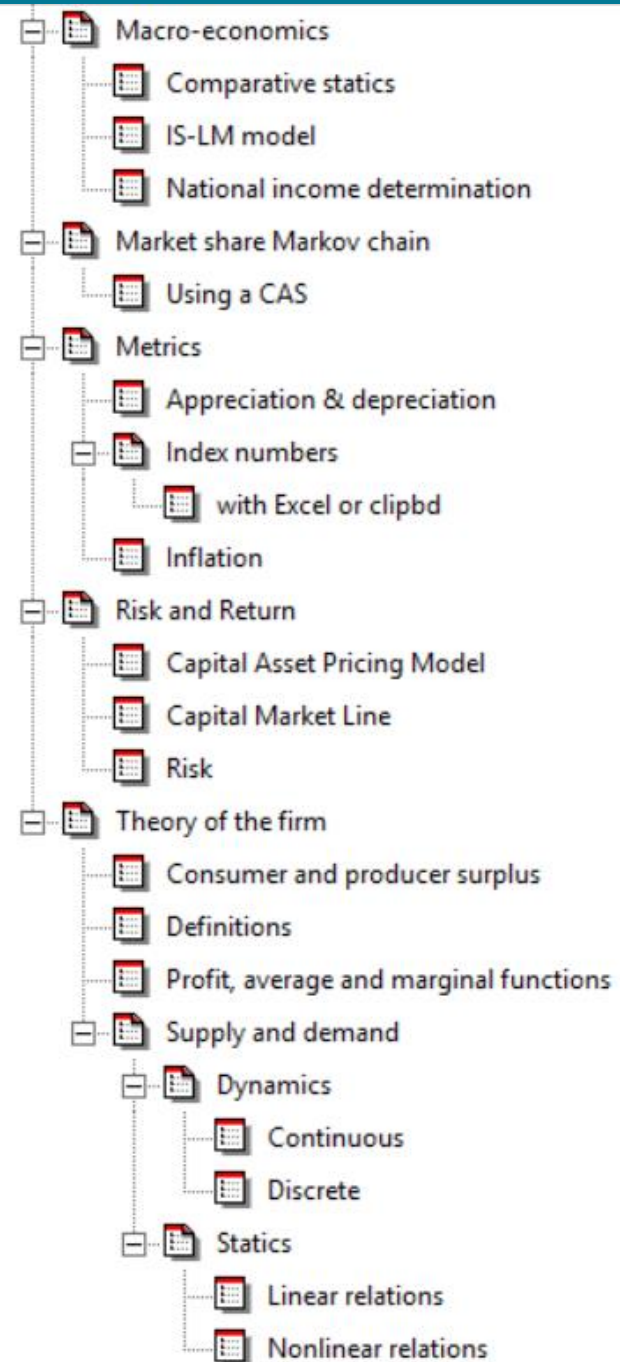 Macro-economics
Comparative statics
IS-LM model
National income determination
Market share Markov chain
Using a CAS
Metrics
Appreciation & depreciation
Index numbers
with Excel or clipbd
Inflation
Risk and Return
Capital Asset Pricing Model
Capital Market Line
Risk
Theory of the firm
Consumer and producer surplus
Definitions
Profit, average and marginal functions
Supply and demand
Dynamics
Continuous
Discrete
Statics
Linear relations
Nonlinear relations